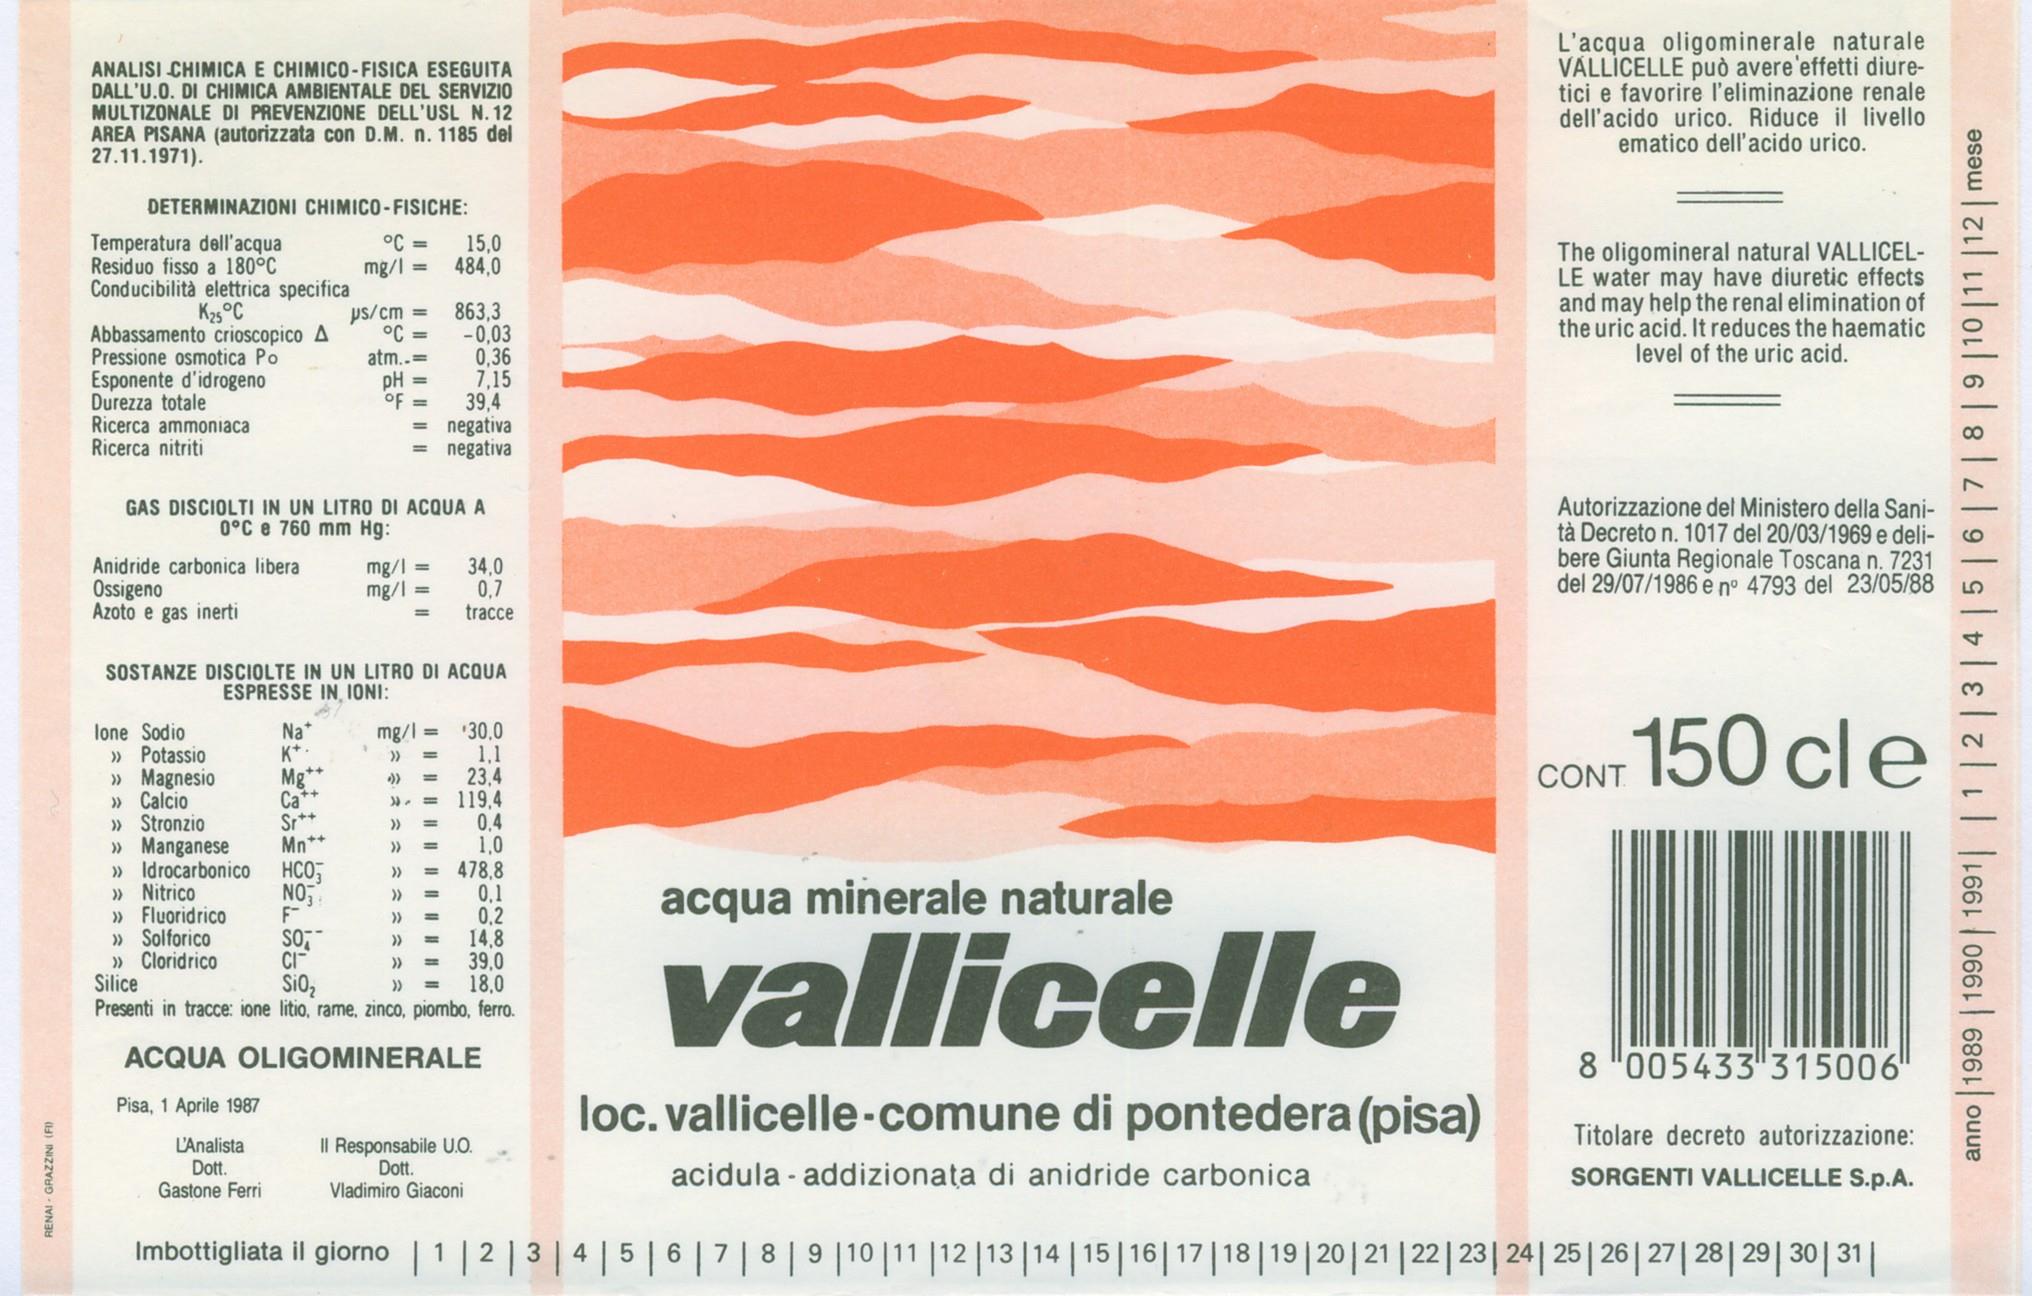 ANALISI CHIMICA E CHIMICO-FISICA ESEGUITA
DALL'U.O. DI CHIMICA AMBIENTALE DEL SERVIZIO
MULTIZONALE DI PREVENZIONE DELL'USL N. 12
AREA PISANA (autorizzata con D.M. n. 1185 del
27.11.1971).
DETERMINAZIONI CHIMICO-FISICHE:
Temperatura dell'acqua °C = 15,0
Residuo fisso a 180°C mg/l = 484,0
Conducibilità elettrica specifica
K25°C µs/cm = 863,3
Abbassamento crioscopico Δ °C = -0,03
Pressione osmotica Po atm. = 0,36
Esponente d'idrogeno pH = 7,15
Durezza totale °F = 39,4
Ricerca ammoniaca = negativa
Ricerca nitriti = negativa
GAS DISCIOLTI IN UN LITRO DI ACQUA A
0°C e 760 mm Hg:
Anidride carbonica libera mg/l = 34,0
Ossigeno mg/l = 0,7
Azoto e gas inerti = tracce
SOSTANZE DISCIOLTE IN UN LITRO DI ACQUA
ESPRESSE IN IONI:
Ione Sodio Na⁺ mg/l = 30,0
» Potassio K⁺ » = 1,1
» Magnesio Mg⁺⁺ » = 23,4
» Calcio Ca⁺⁺ » = 119,4
» Stronzio Sr⁺⁺ » = 0,4
» Manganese Mn⁺⁺ » = 1,0
» Idrocarbonico HCO₃⁻ » = 478,8
» Nitrico NO₃⁻ » = 0,1
» Fluoridrico F⁻ » = 0,2
» Solforico SO₄⁻⁻ » = 14,8
» Cloridrico Cl⁻ » = 39,0
Silice SiO₂ » = 18,0
Presenti in tracce: ione litio, rame, zinco, piombo, ferro.
ACQUA OLIGOMINERALE
Pisa, 1 Aprile 1987
L'Analista Il Responsabile U.O.
Dott. Dott.
Gastone Ferri Vladimiro Giaconi
RENAI - GRAZZINI (FI)
acqua minerale naturale
vallicelle
loc. vallicelle-comune di pontedera (pisa)
acidula - addizionata di anidride carbonica
L'acqua oligominerale naturale
VALLICELLE può avere effetti diure-
tici e favorire l'eliminazione renale
dell'acido urico. Riduce il livello
ematico dell'acido urico.
The oligomineral natural VALLICEL-
LE water may have diuretic effects
and may help the renal elimination of
the uric acid. It reduces the haematic
level of the uric acid.
Autorizzazione del Ministero della Sani-
tà Decreto n. 1017 del 20/03/1969 e deli-
bere Giunta Regionale Toscana n. 7231
del 29/07/1986 e nº 4793 del 23/05/88
CONT. 150 cl e
8 005433 315006
Titolare decreto autorizzazione:
SORGENTI VALLICELLE S.p.A.
anno | 1989 | 1990 | 1991 | | 1 | 2 | 3 | 4 | 5 | 6 | 7 | 8 | 9 | 10 | 11 | 12 | mese
Imbottigliata il giorno | 1 | 2 | 3 | 4 | 5 | 6 | 7 | 8 | 9 | 10 | 11 | 12 | 13 | 14 | 15 | 16 | 17 | 18 | 19 | 20 | 21 | 22 | 23 | 24 | 25 | 26 | 27 | 28 | 29 | 30 | 31 |